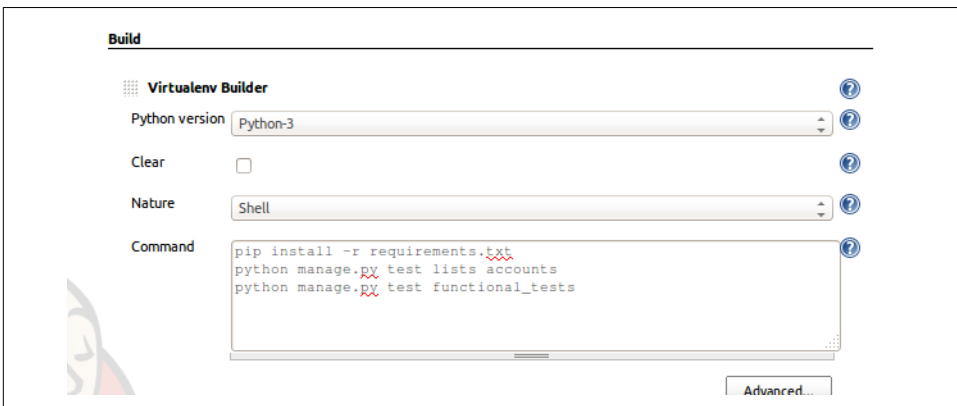 Build
Virtualenv Builder
Python version Python-3
Clear
Nature Shell
Command
pip install -r requirements.txt
python manage.py test lists accounts
python manage.py test functional_tests
Advanced...